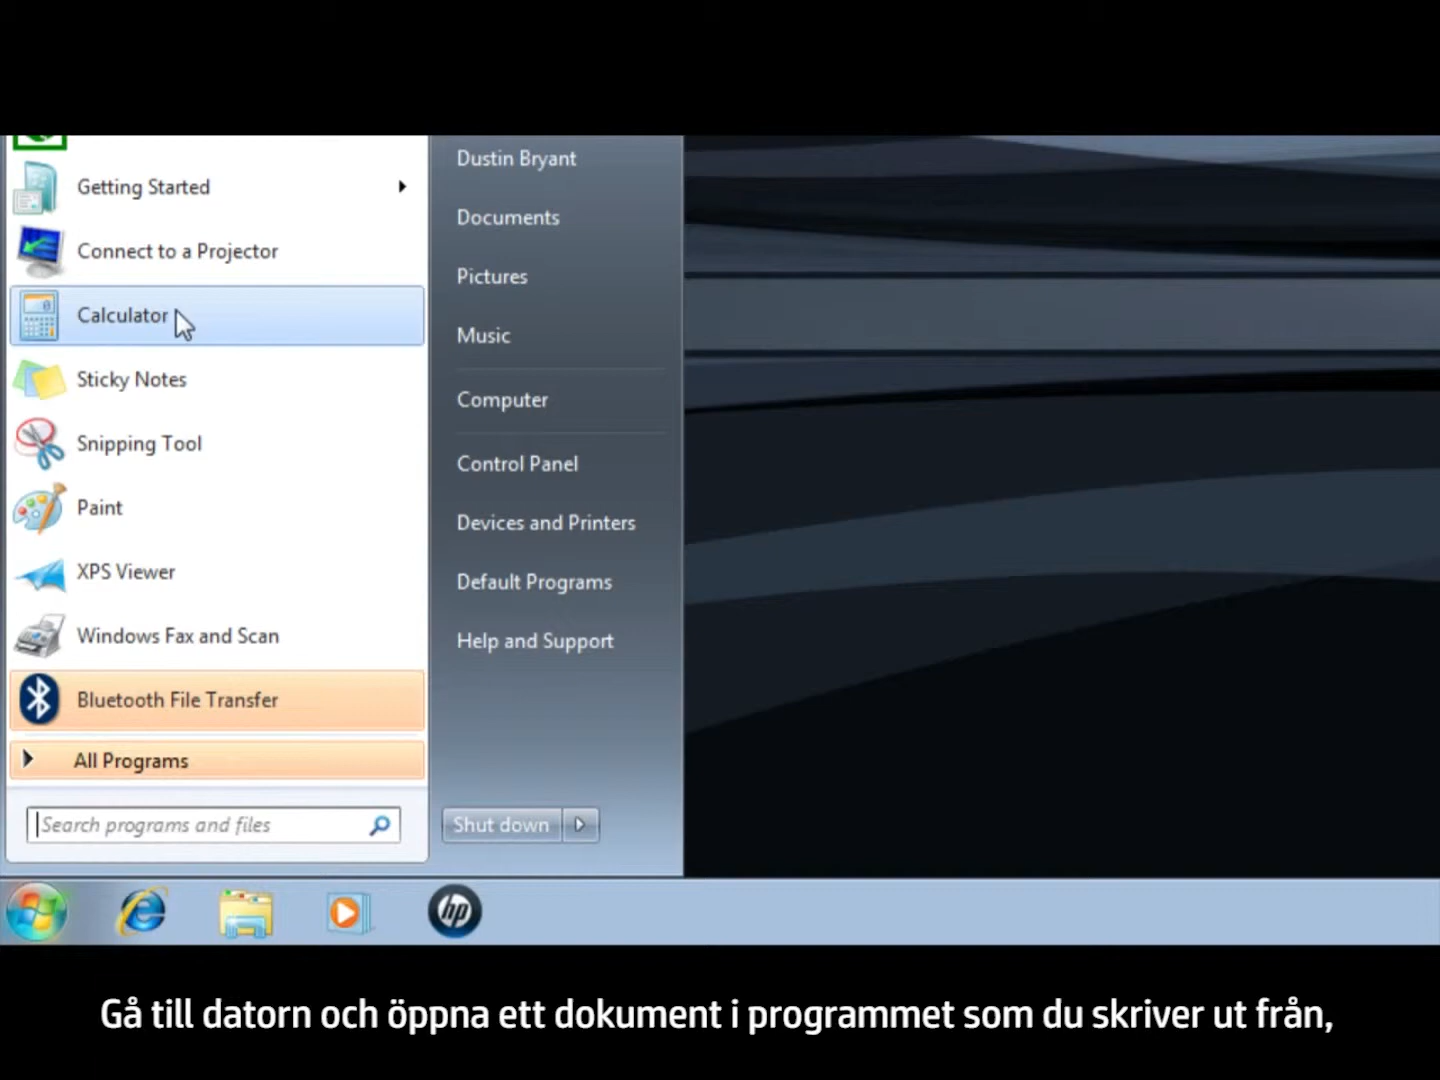 Getting Started
Connect to a Projector
Calculator
Sticky Notes
Snipping Tool
Paint
XPS Viewer
Windows Fax and Scan
Bluetooth File Transfer
All Programs
Search programs and files
Dustin Bryant
Documents
Pictures
Music
Computer
Control Panel
Devices and Printers
Default Programs
Help and Support
Shut down
hp
Gå till datorn och öppna ett dokument i programmet som du skriver ut från,